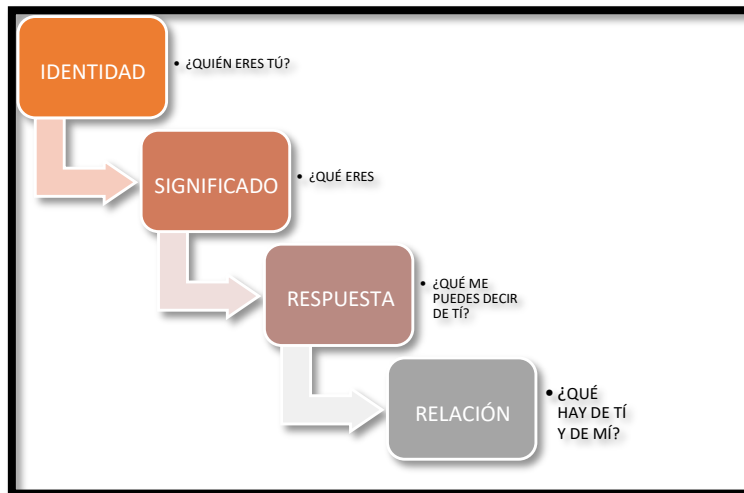 IDENTIDAD
• ¿QUIÉN ERES TÚ?
SIGNIFICADO
• ¿QUÉ ERES
RESPUESTA
• ¿QUÉ ME
PUEDES DECIR
DE TÍ?
RELACIÓN
• ¿QUÉ
HAY DE TÍ
Y DE MÍ?